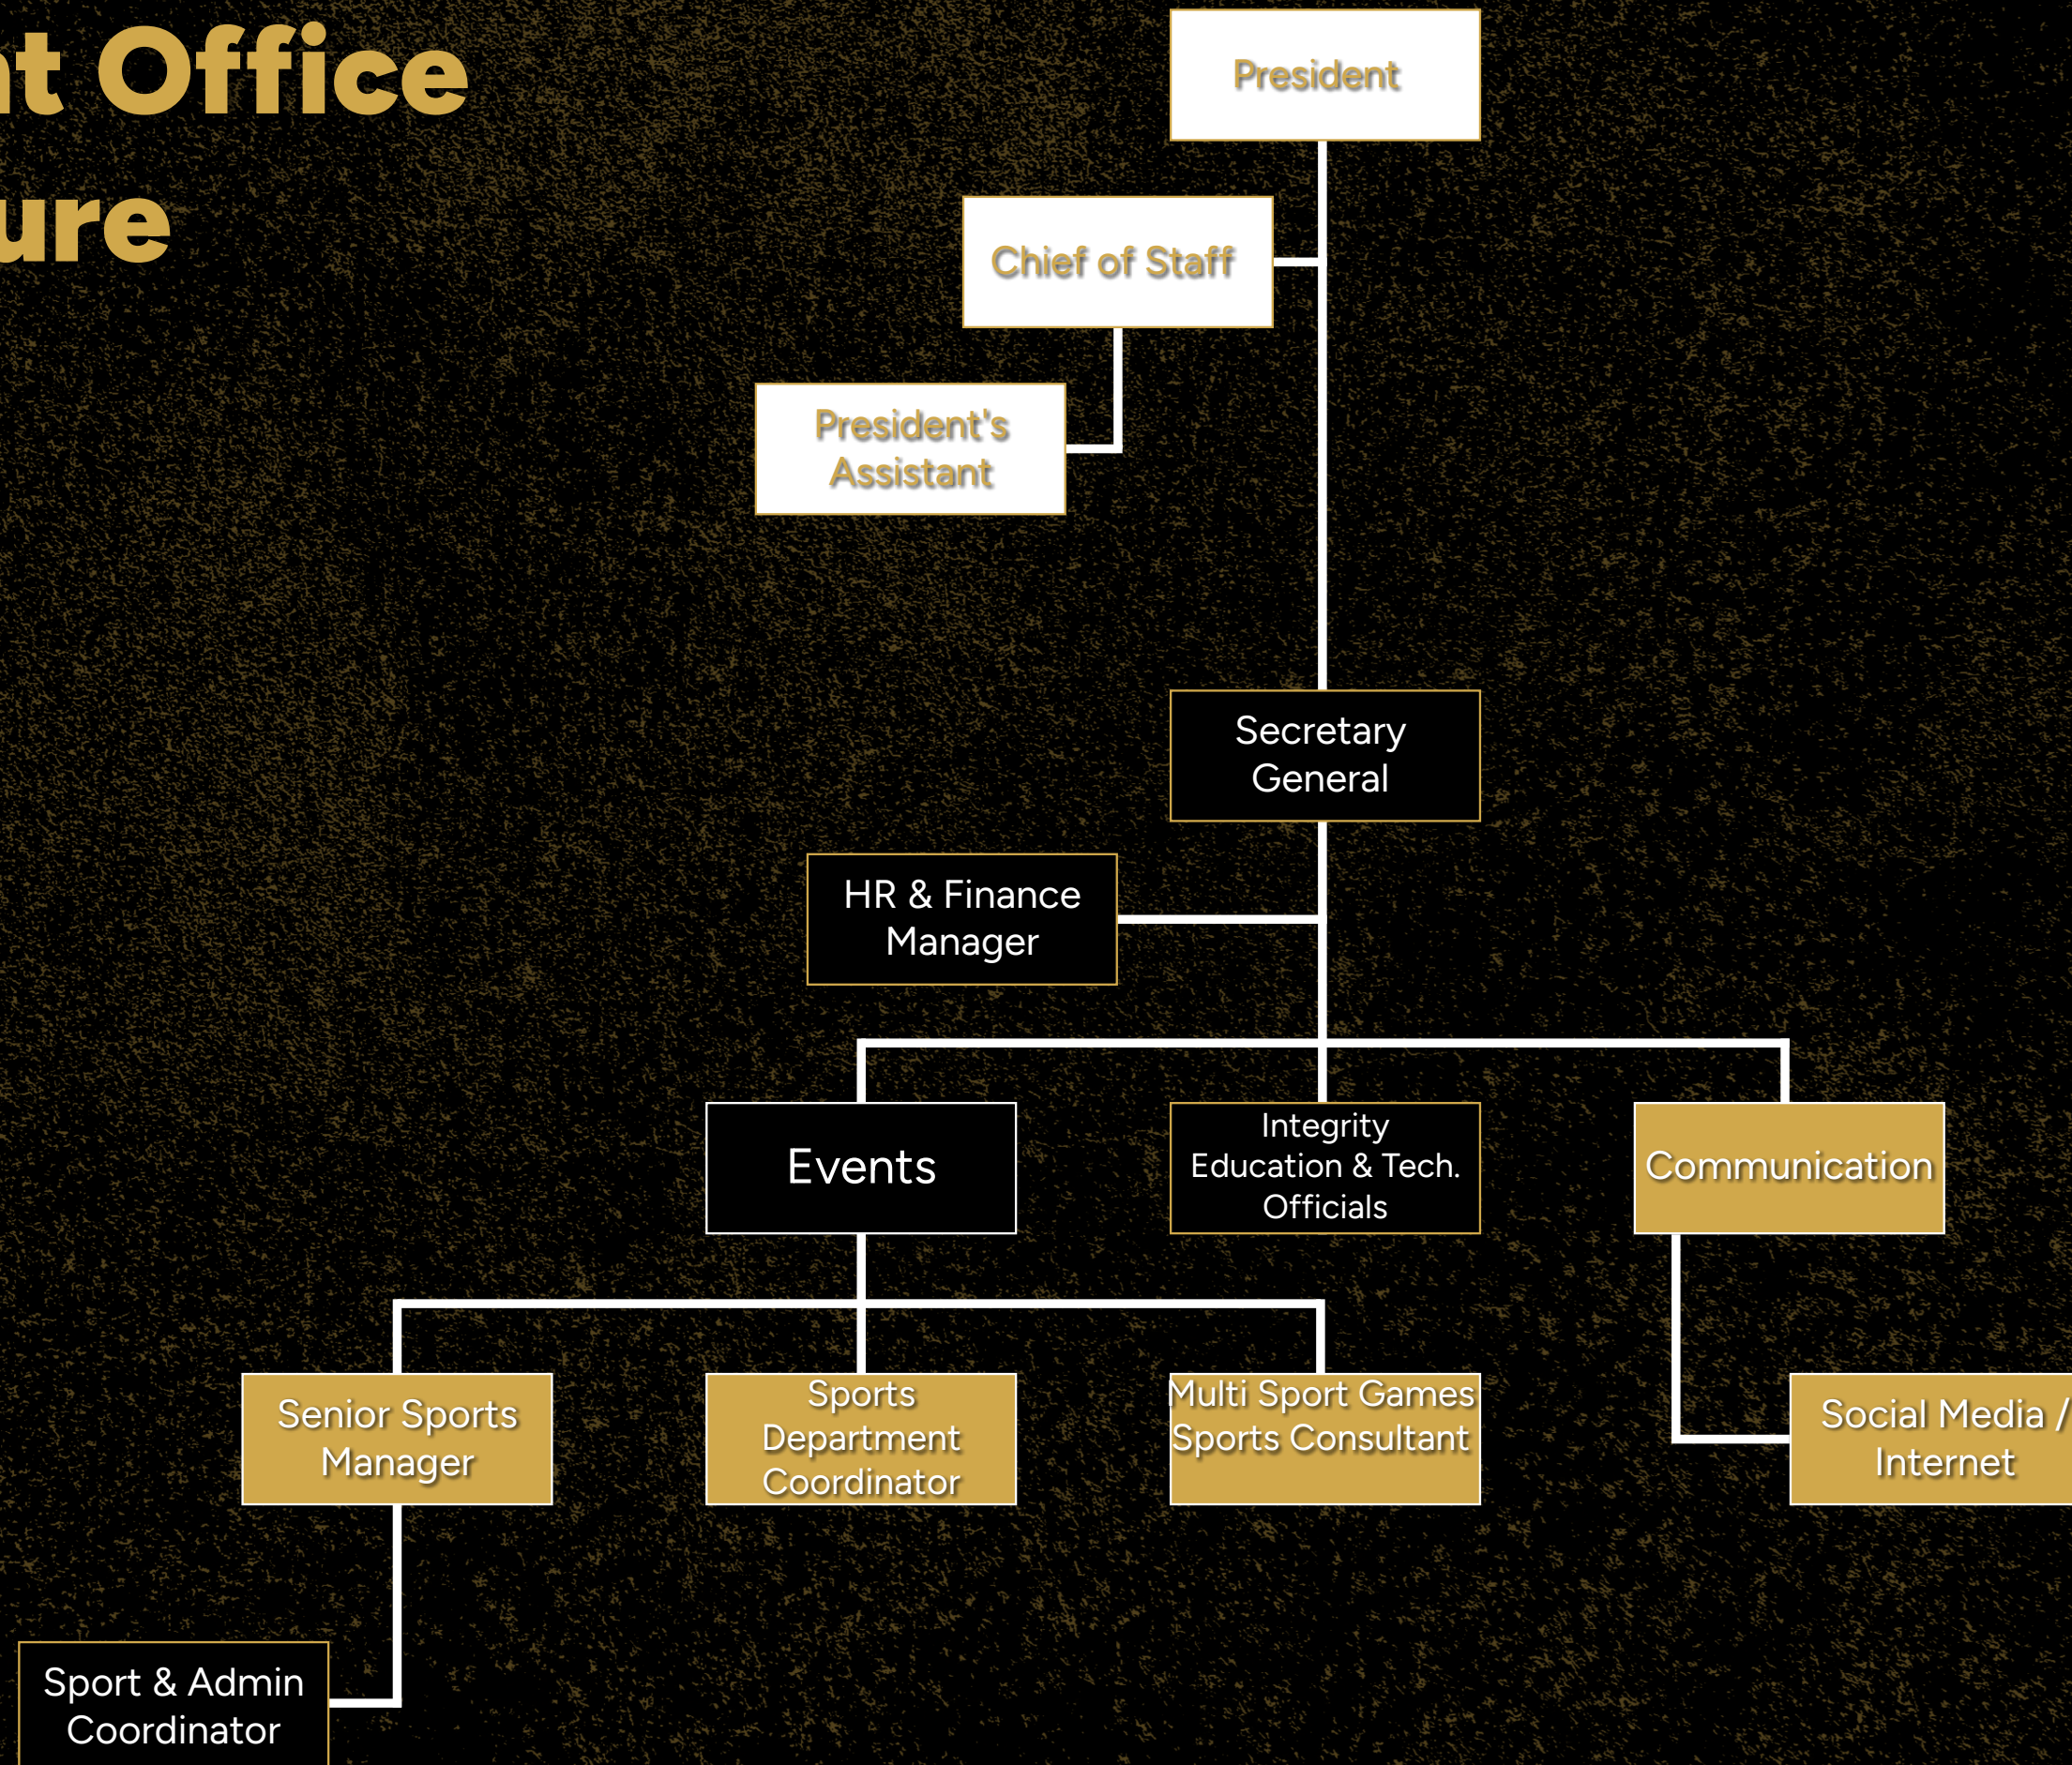 t Office
ure
President
Chief of Staff
President's
Assistant
Secretary
General
HR & Finance
Manager
Events
Integrity
Education & Tech.
Officials
Communication
Senior Sports
Manager
Sports
Department
Coordinator
Multi Sport Games
Sports Consultant
Social Media /
Internet
Sport & Admin
Coordinator